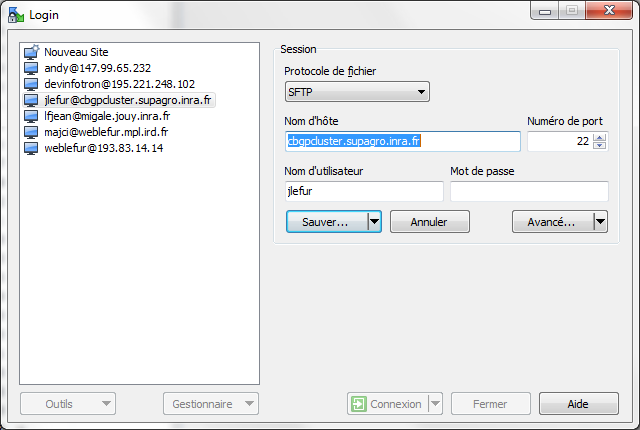 Login
Nouveau Site
andy@147.99.65.232
devinfotron@195.221.248.102
jlefur@cbgpcluster.supagro.inra.fr
lfjean@migale.jouy.inra.fr
majci@weblefur.mpl.ird.fr
weblefur@193.83.14.14
Session
Protocole de fichier
SFTP
Nom d'hôte
Numéro de port
cbgpcluster.supagro.inra.fr
22
Nom d'utilisateur
Mot de passe
jlefur
Sauver...
Annuler
Avancé...
Outils
Gestionnaire
Connexion
Fermer
Aide